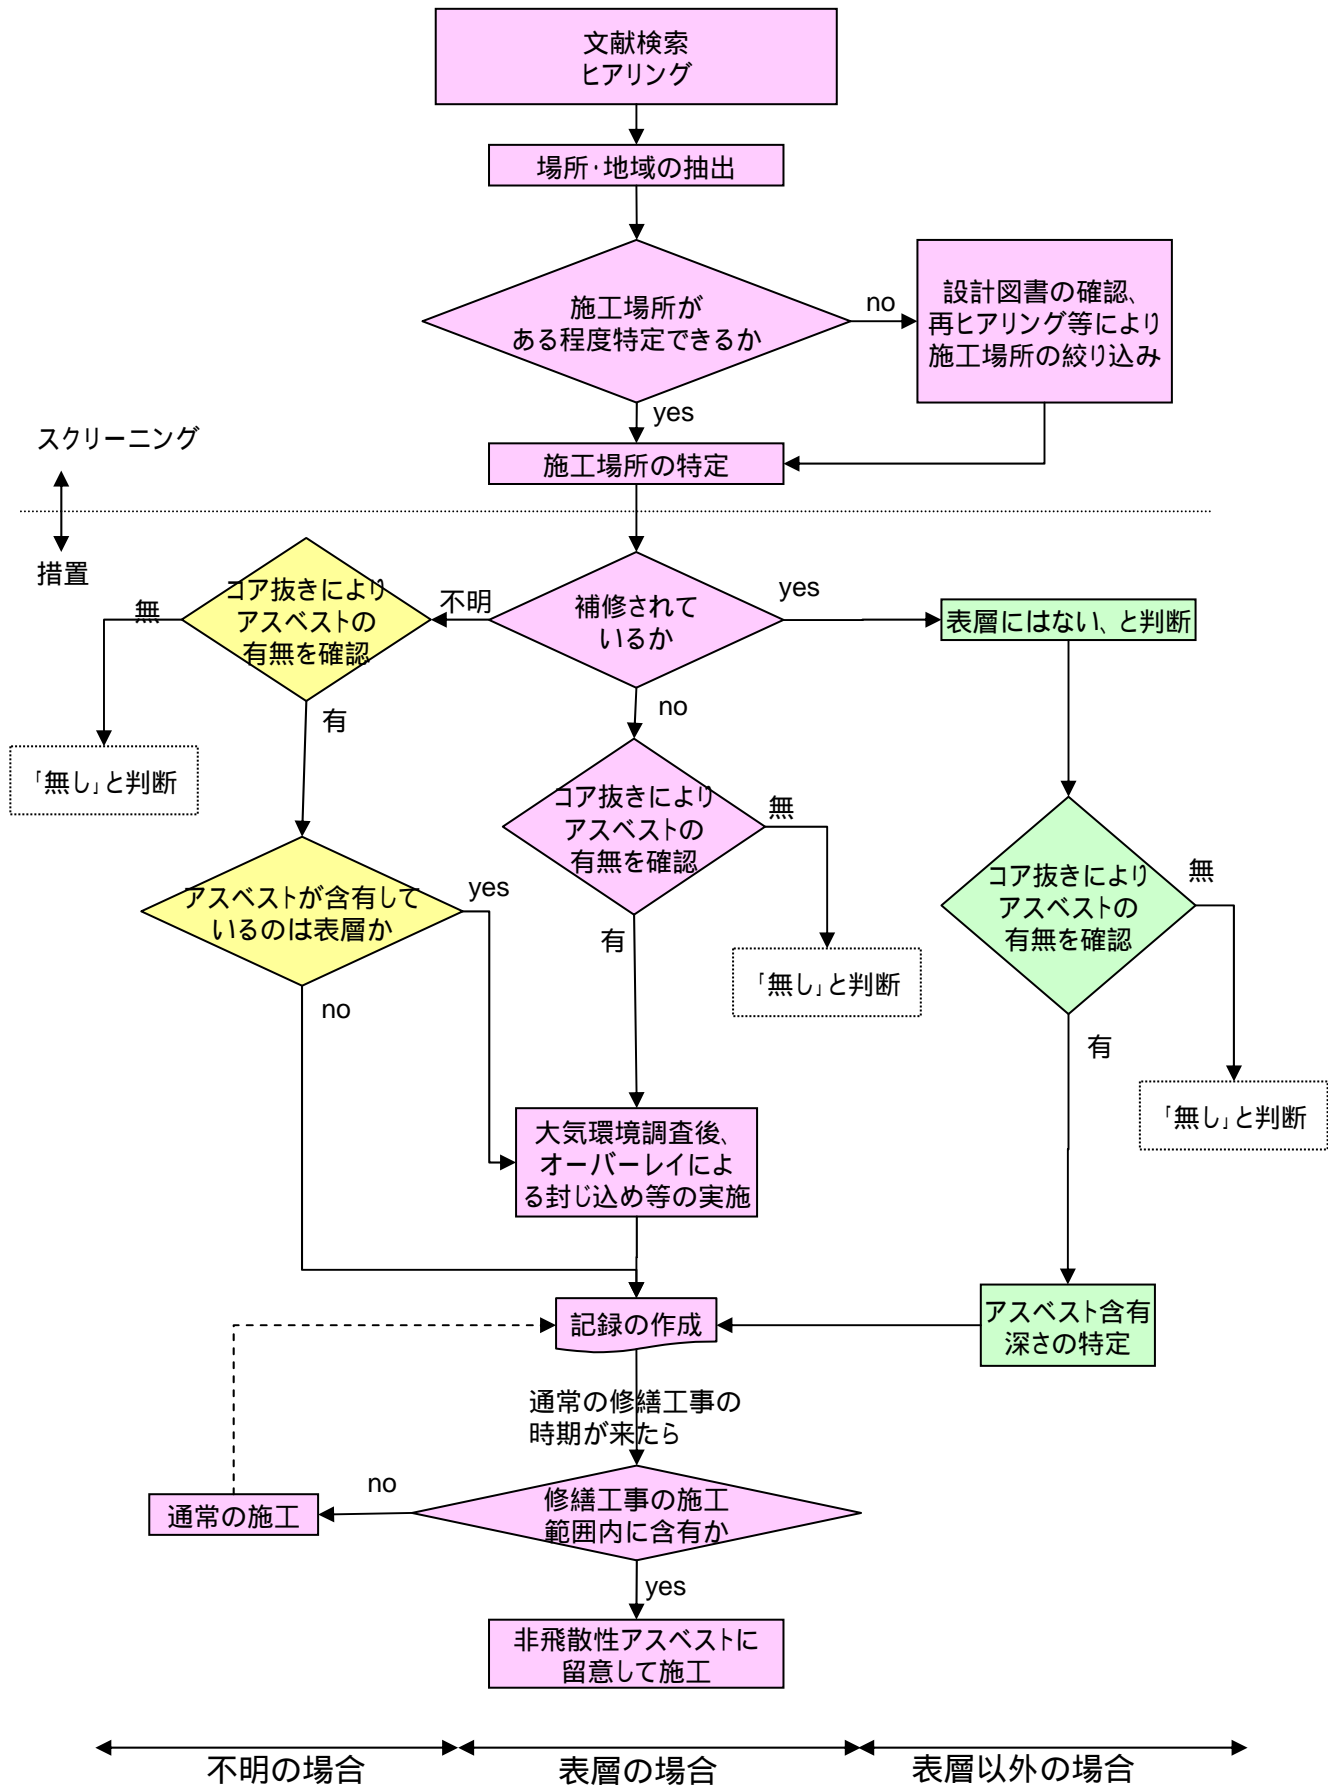 文献検索
ヒアリング
場所･地域の抽出
施工場所が
ある程度特定できるか
no
設計図書の確認、
再ヒアリング等により
施工場所の絞り込み
yes
スクリーニング
施工場所の特定
措置
コア抜きにより
アスベストの
有無を確認
無
不明
補修されて
いるか
yes
表層にはない、と判断
有
no
｢無し｣と判断
コア抜きにより
アスベストの
有無を確認
無
コア抜きにより
アスベストの
有無を確認
無
アスベストが含有して
いるのは表層か
yes
有
｢無し｣と判断
no
有
｢無し｣と判断
大気環境調査後、
オーバーレイによ
る封じ込め等の実施
記録の作成
アスベスト含有
深さの特定
通常の修繕工事の
時期が来たら
no
通常の施工
修繕工事の施工
範囲内に含有か
yes
非飛散性アスベストに
留意して施工
不明の場合
表層の場合
表層以外の場合